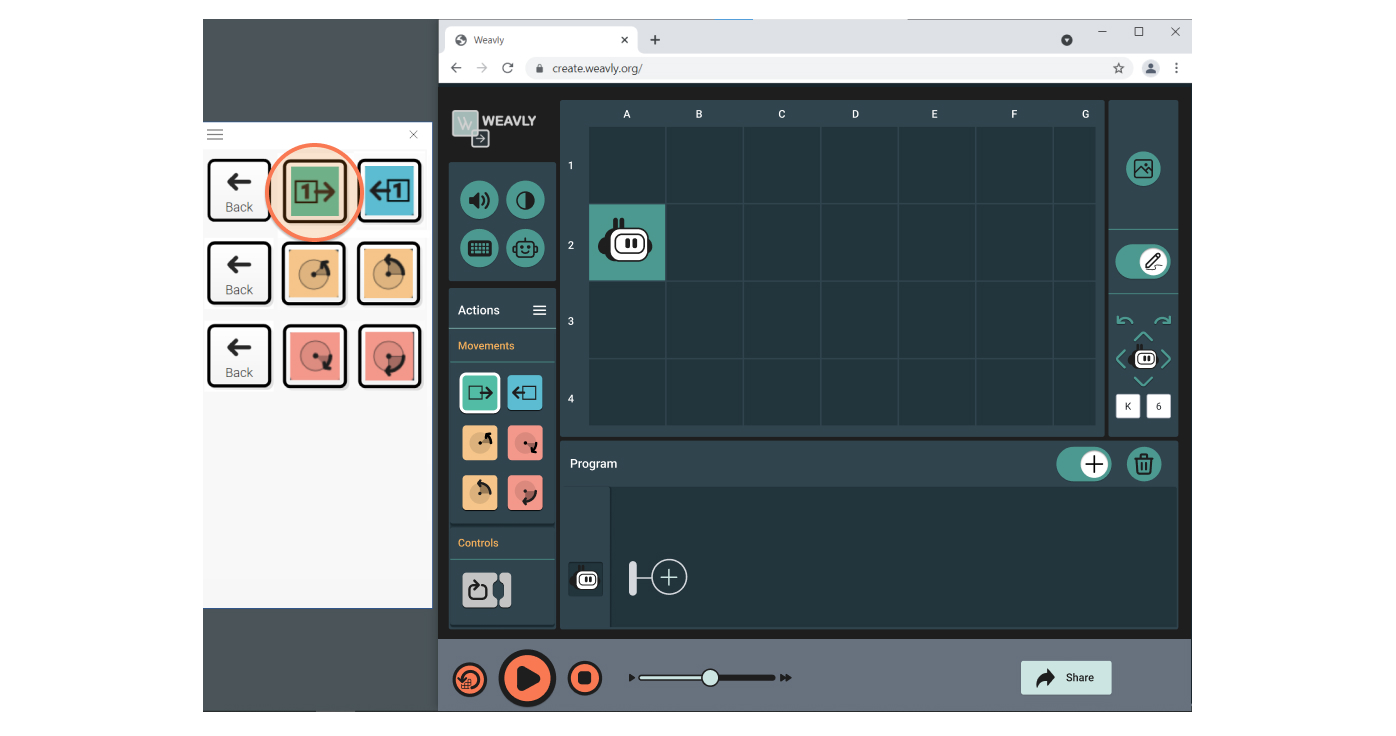 Weavly
create.weavly.org/
WEAVLY
A B C D E F G
1
2
3
4
Back
1
1
Back
Back
Actions
Movements
Controls
K 6
Program
Share